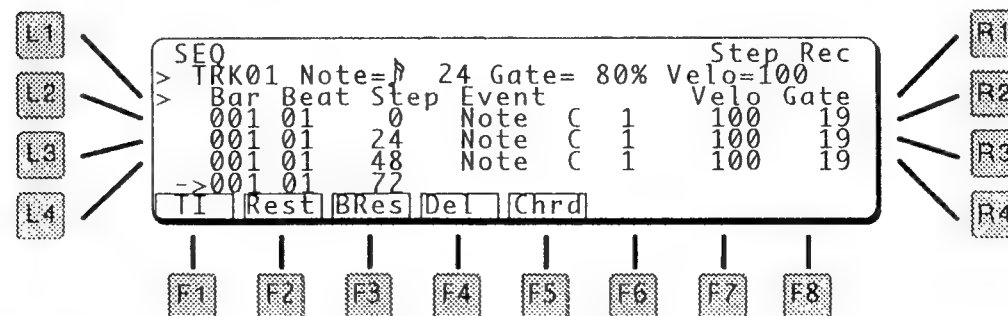 L1
L2
L3
L4
SEQ Step Rec
> TRK01 Note=𝅘𝅥𝅯 24 Gate= 80% Velo=100
> Bar Beat Step Event Velo Gate
001 01 0 Note C 1 100 19
001 01 24 Note C 1 100 19
001 01 48 Note C 1 100 19
->001 01 72
TI Rest BRes Del Chrd
F1 F2 F3 F4 F5 F6 F7 F8
R1
R2
R3
R4